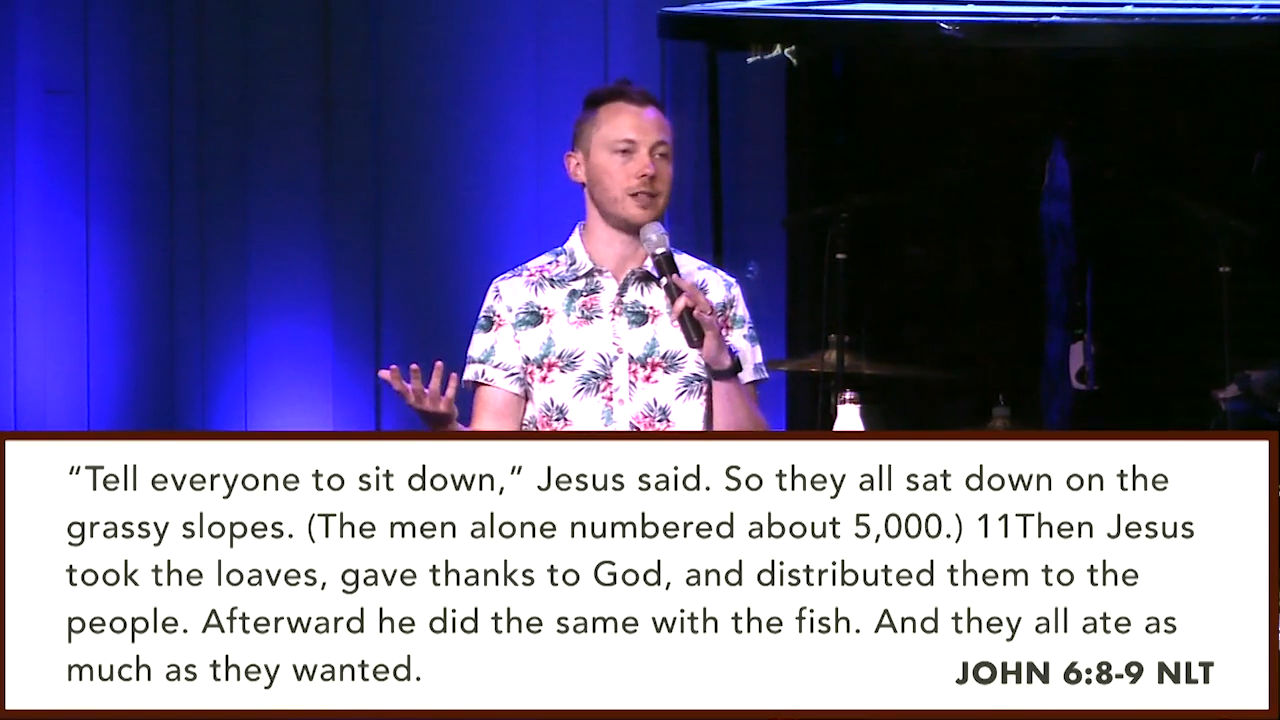 “Tell everyone to sit down,” Jesus said. So they all sat down on the
grassy slopes. (The men alone numbered about 5,000.) 11Then Jesus
took the loaves, gave thanks to God, and distributed them to the
people. Afterward he did the same with the fish. And they all ate as
much as they wanted.
JOHN 6:8-9 NLT